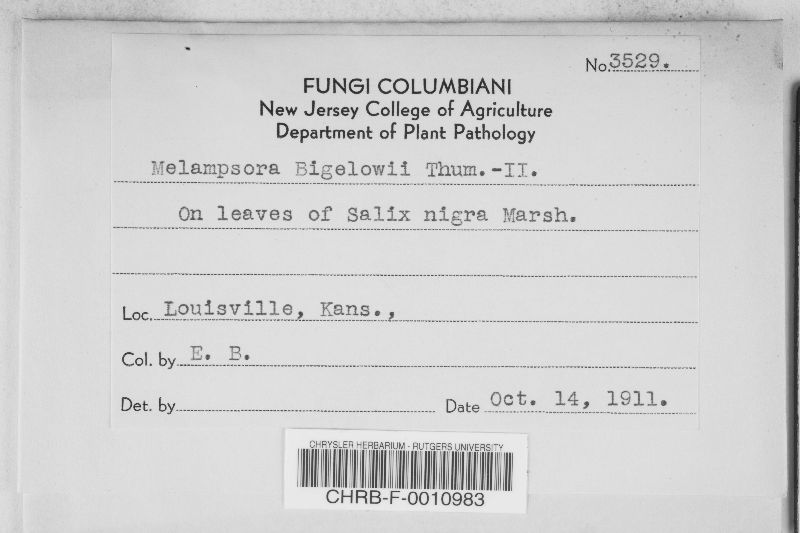 No. 3529.
FUNGI COLUMBIANI
New Jersey College of Agriculture
Department of Plant Pathology
Melampsora Bigelowii Thum.-II.
On leaves of Salix nigra Marsh.
Loc. Louisville, Kans.,
Col. by E. B.
Det. by
Date Oct. 14, 1911.
CHRYSLER HERBARIUM - RUTGERS UNIVERSITY
CHRB-F-0010983